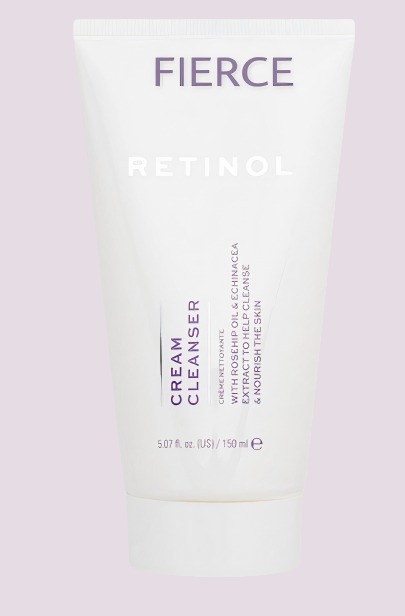 FIERCE
RETINOL
CREAM
CLEANSER
CRÈME NETTOYANTE
WITH ROSEHIP OIL & ECHINACEA
EXTRACT TO HELP CLEANSE
& NOURISH THE SKIN
5.07 fl. oz. (US) / 150 ml ℮